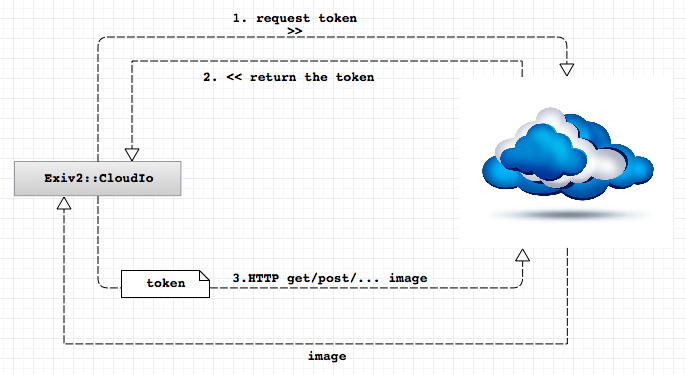 1. request token
>>
2. << return the token
Exiv2::CloudIo
token
3.HTTP get/post/... image
image